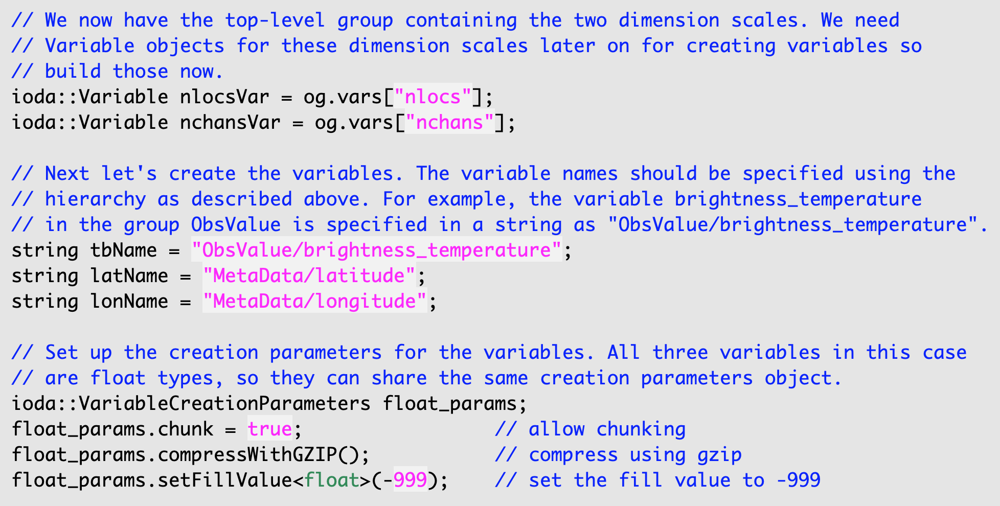 // We now have the top-level group containing the two dimension scales. We need
// Variable objects for these dimension scales later on for creating variables so
// build those now.
ioda::Variable nlocsVar = og.vars["nlocs"];
ioda::Variable nchansVar = og.vars["nchans"];

// Next let's create the variables. The variable names should be specified using the
// hierarchy as described above. For example, the variable brightness_temperature
// in the group ObsValue is specified in a string as "ObsValue/brightness_temperature".
string tbName = "ObsValue/brightness_temperature";
string latName = "MetaData/latitude";
string lonName = "MetaData/longitude";

// Set up the creation parameters for the variables. All three variables in this case
// are float types, so they can share the same creation parameters object.
ioda::VariableCreationParameters float_params;
float_params.chunk = true;                 // allow chunking
float_params.compressWithGZIP();           // compress using gzip
float_params.setFillValue<float>(-999);    // set the fill value to -999